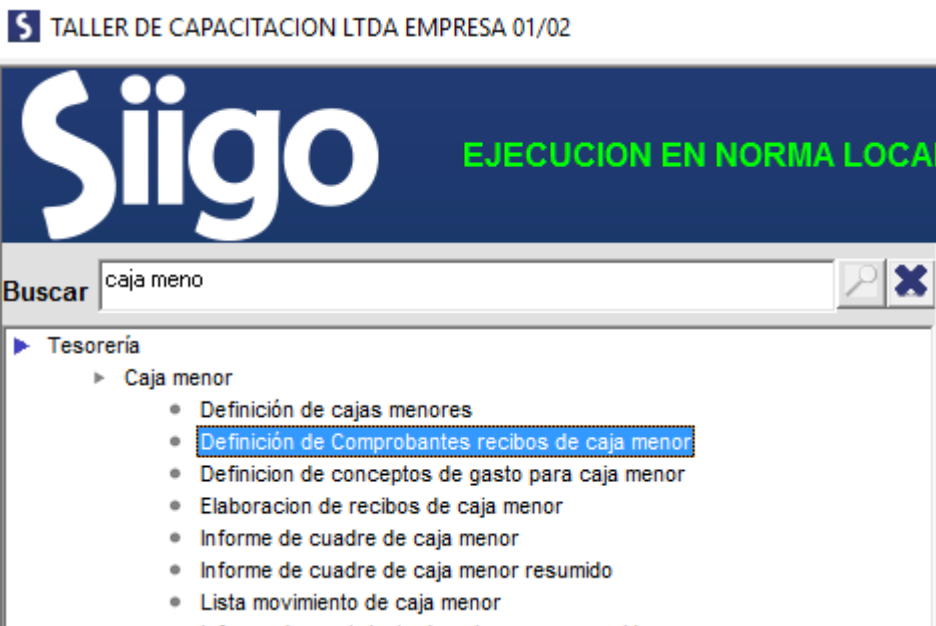 TALLER DE CAPACITACION LTDA EMPRESA 01/02
Siigo
EJECUCION EN NORMA LOCA
Buscar caja meno
Tesorería
Caja menor
Definición de cajas menores
Definición de Comprobantes recibos de caja menor
Definicion de conceptos de gasto para caja menor
Elaboracion de recibos de caja menor
Informe de cuadre de caja menor
Informe de cuadre de caja menor resumido
Lista movimiento de caja menor